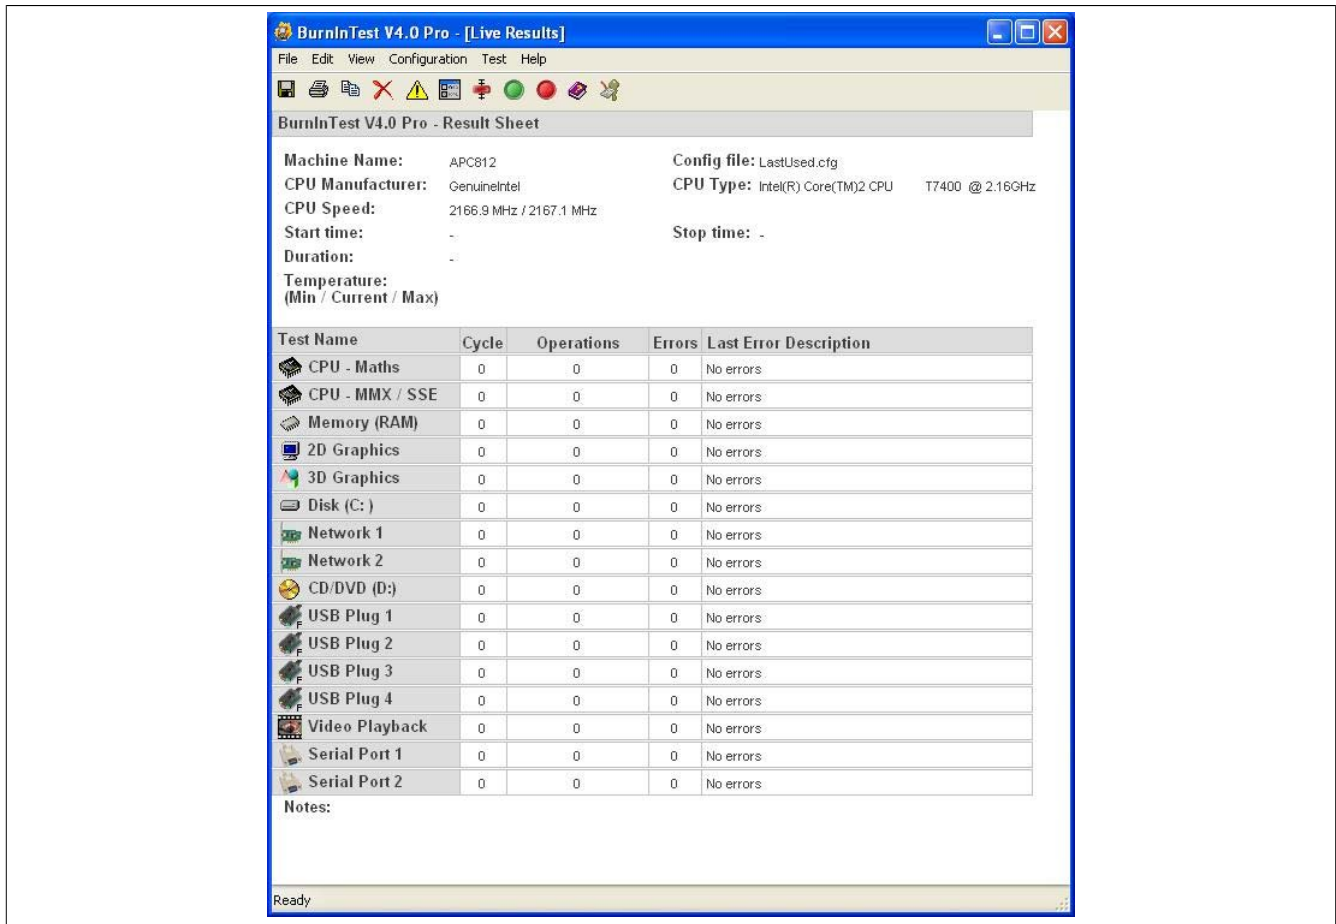 BurnInTest V4.0 Pro - [Live Results]
File Edit View Configuration Test Help
BurnInTest V4.0 Pro - Result Sheet
Machine Name: APC812 Config file: LastUsed.cfg
CPU Manufacturer: GenuineIntel CPU Type: Intel(R) Core(TM)2 CPU T7400 @ 2.16GHz
CPU Speed: 2166.9 MHz / 2167.1 MHz
Start time: - Stop time: -
Duration: -
Temperature:
(Min / Current / Max)
Test Name Cycle Operations Errors Last Error Description
CPU - Maths 0 0 0 No errors
CPU - MMX / SSE 0 0 0 No errors
Memory (RAM) 0 0 0 No errors
2D Graphics 0 0 0 No errors
3D Graphics 0 0 0 No errors
Disk (C: ) 0 0 0 No errors
Network 1 0 0 0 No errors
Network 2 0 0 0 No errors
CD/DVD (D:) 0 0 0 No errors
F USB Plug 1 0 0 0 No errors
F USB Plug 2 0 0 0 No errors
F USB Plug 3 0 0 0 No errors
F USB Plug 4 0 0 0 No errors
Video Playback 0 0 0 No errors
Serial Port 1 0 0 0 No errors
Serial Port 2 0 0 0 No errors
Notes:
Ready